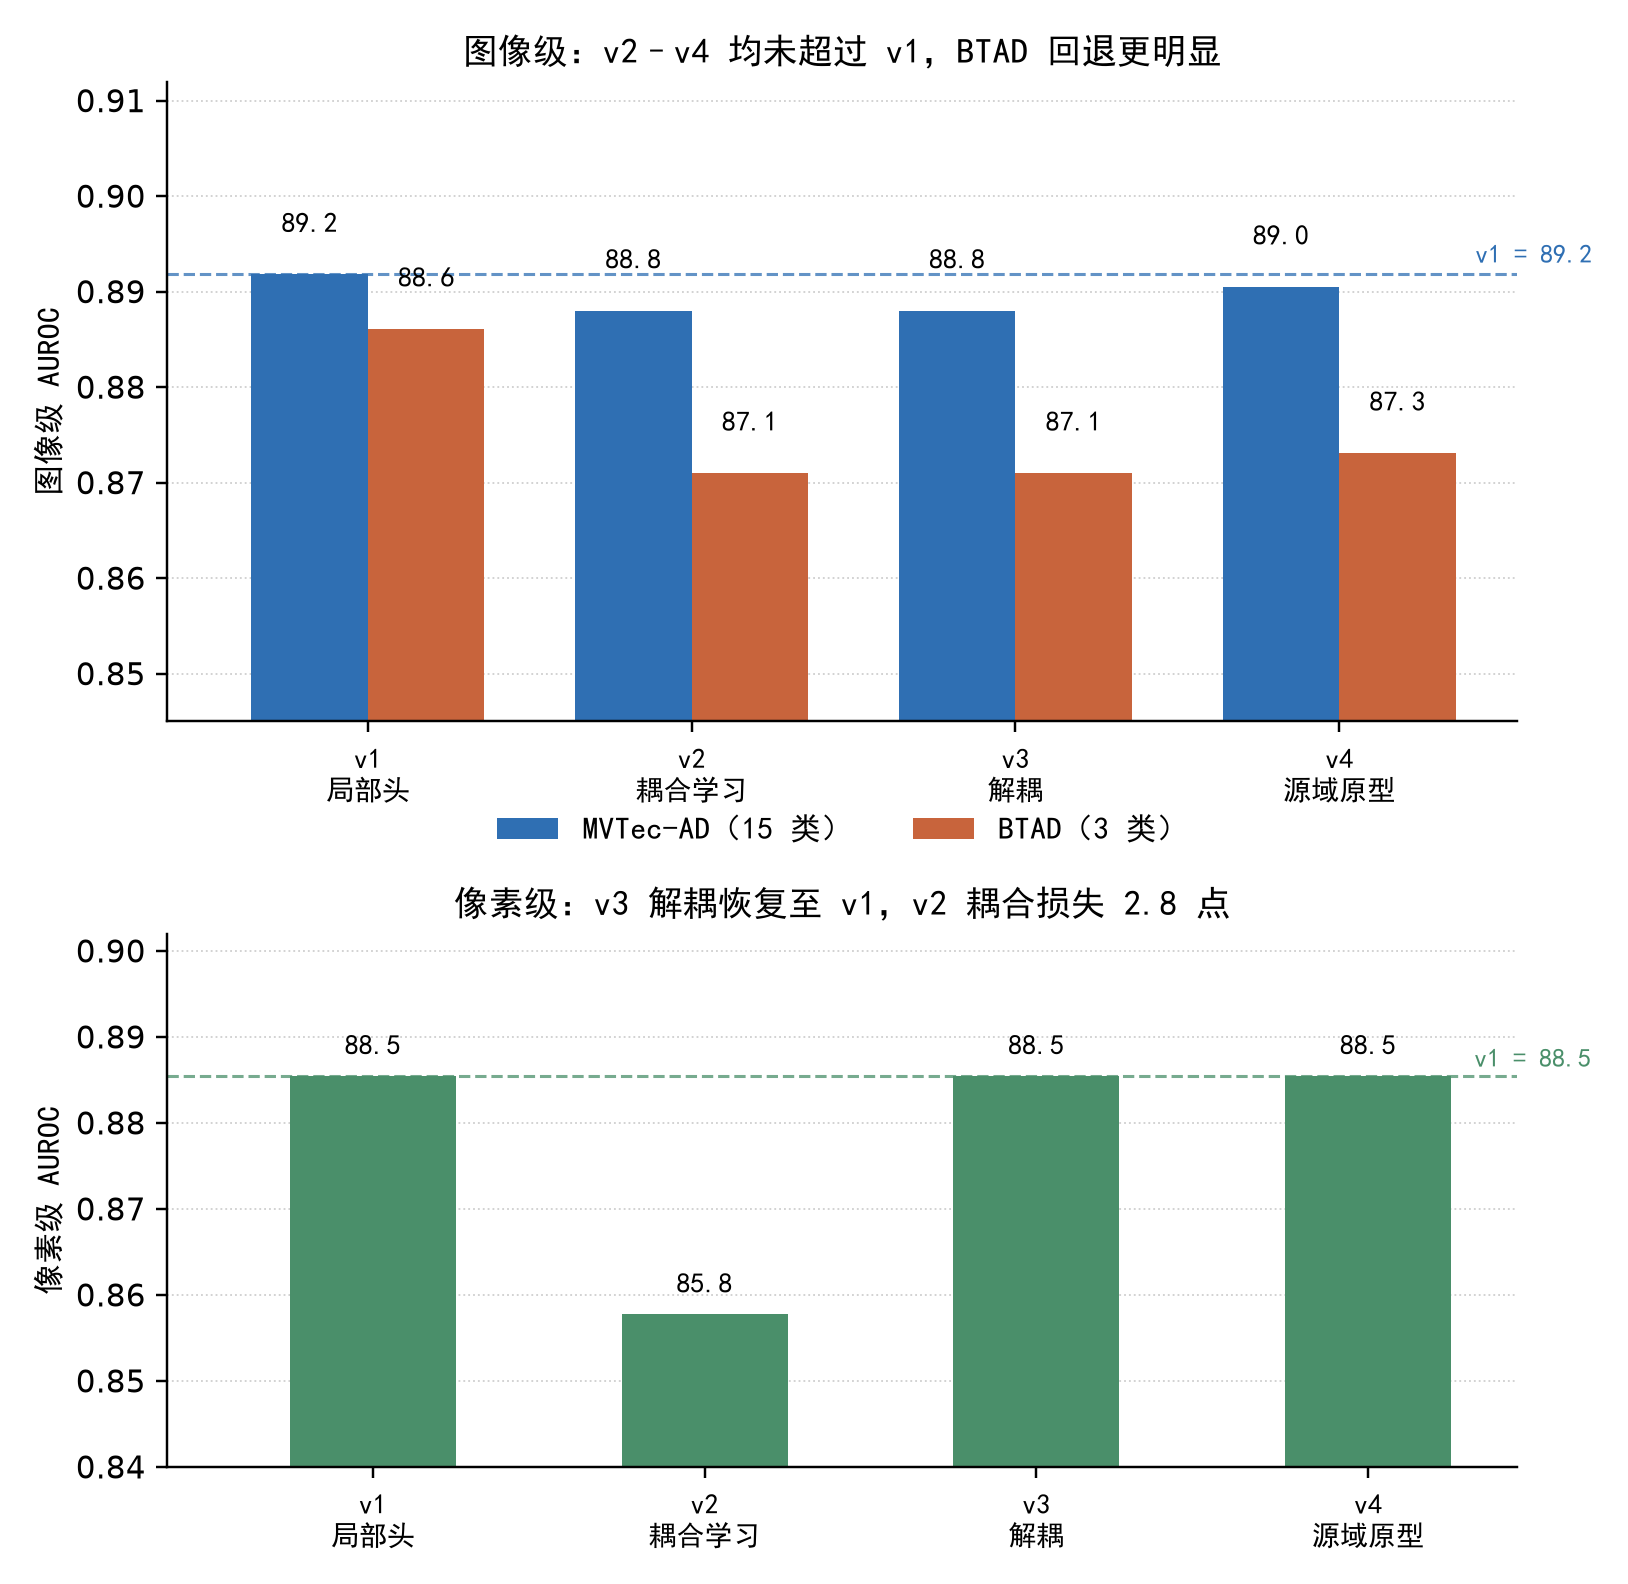 图像级：v2–v4 均未超过 v1，BTAD 回退更明显
图像级 AUROC
0.91
0.90
0.89
0.88
0.87
0.86
0.85
89.2
88.6
88.8
87.1
88.8
87.1
89.0
87.3
v1 = 89.2
v1
局部头
v2
耦合学习
v3
解耦
v4
源域原型
MVTec-AD（15 类）
BTAD（3 类）
像素级：v3 解耦恢复至 v1，v2 耦合损失 2.8 点
像素级 AUROC
0.90
0.89
0.88
0.87
0.86
0.85
0.84
88.5
85.8
88.5
88.5
v1 = 88.5
v1
局部头
v2
耦合学习
v3
解耦
v4
源域原型